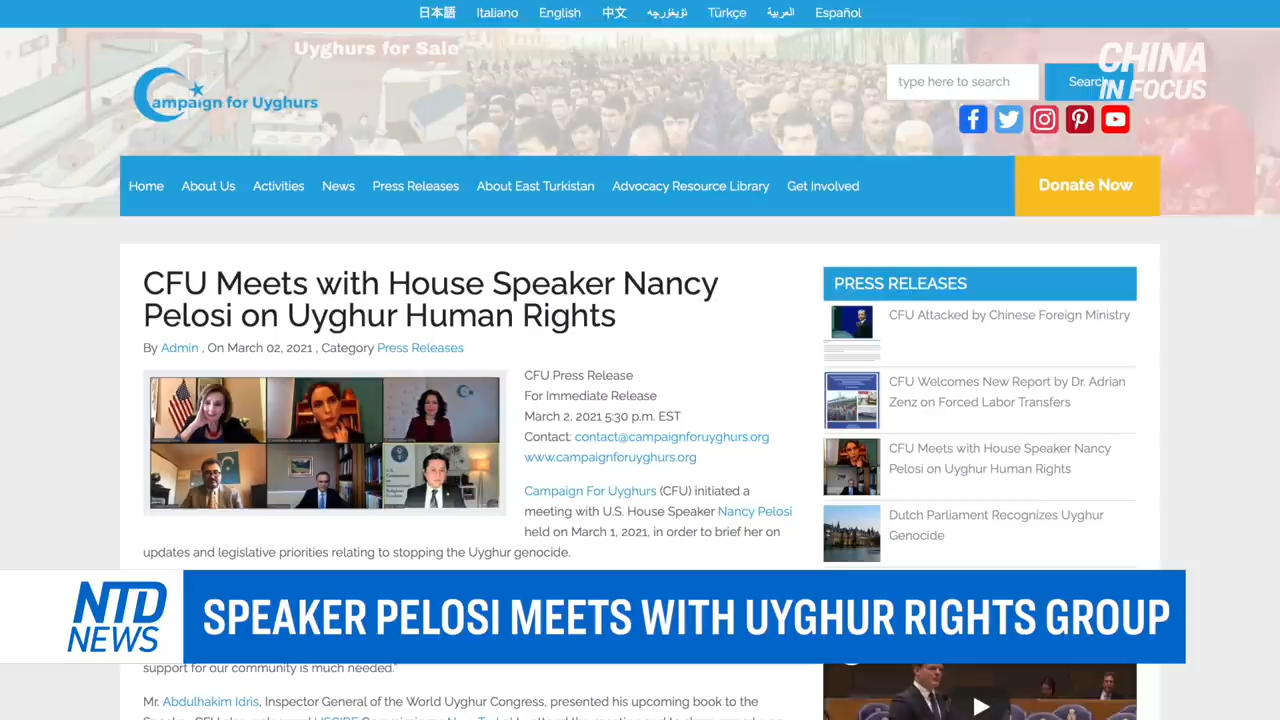 日本語 Italiano English 中文 ئۇيغۇرچە Türkçe العربية Español
Uyghurs for Sale
CHINA
IN FOCUS
Campaign for Uyghurs
type here to search
Search
Home About Us Activities News Press Releases About East Turkistan Advocacy Resource Library Get Involved
Donate Now
CFU Meets with House Speaker Nancy
Pelosi on Uyghur Human Rights
By Admin , On March 02, 2021 , Category Press Releases
CFU Press Release
For Immediate Release
March 2, 2021 5:30 p.m. EST
Contact: contact@campaignforuyghurs.org
www.campaignforuyghurs.org
Campaign For Uyghurs (CFU) initiated a
meeting with U.S. House Speaker Nancy Pelosi
held on March 1, 2021, in order to brief her on
updates and legislative priorities relating to stopping the Uyghur genocide.
PRESS RELEASES
CFU Attacked by Chinese Foreign Ministry
CFU Welcomes New Report by Dr. Adrian
Zenz on Forced Labor Transfers
CFU Meets with House Speaker Nancy
Pelosi on Uyghur Human Rights
Dutch Parliament Recognizes Uyghur
Genocide
NTD
NEWS
SPEAKER PELOSI MEETS WITH UYGHUR RIGHTS GROUP
support for our community is much needed."
Mr. Abdulhakim Idris, Inspector General of the World Uyghur Congress, presented his upcoming book to the